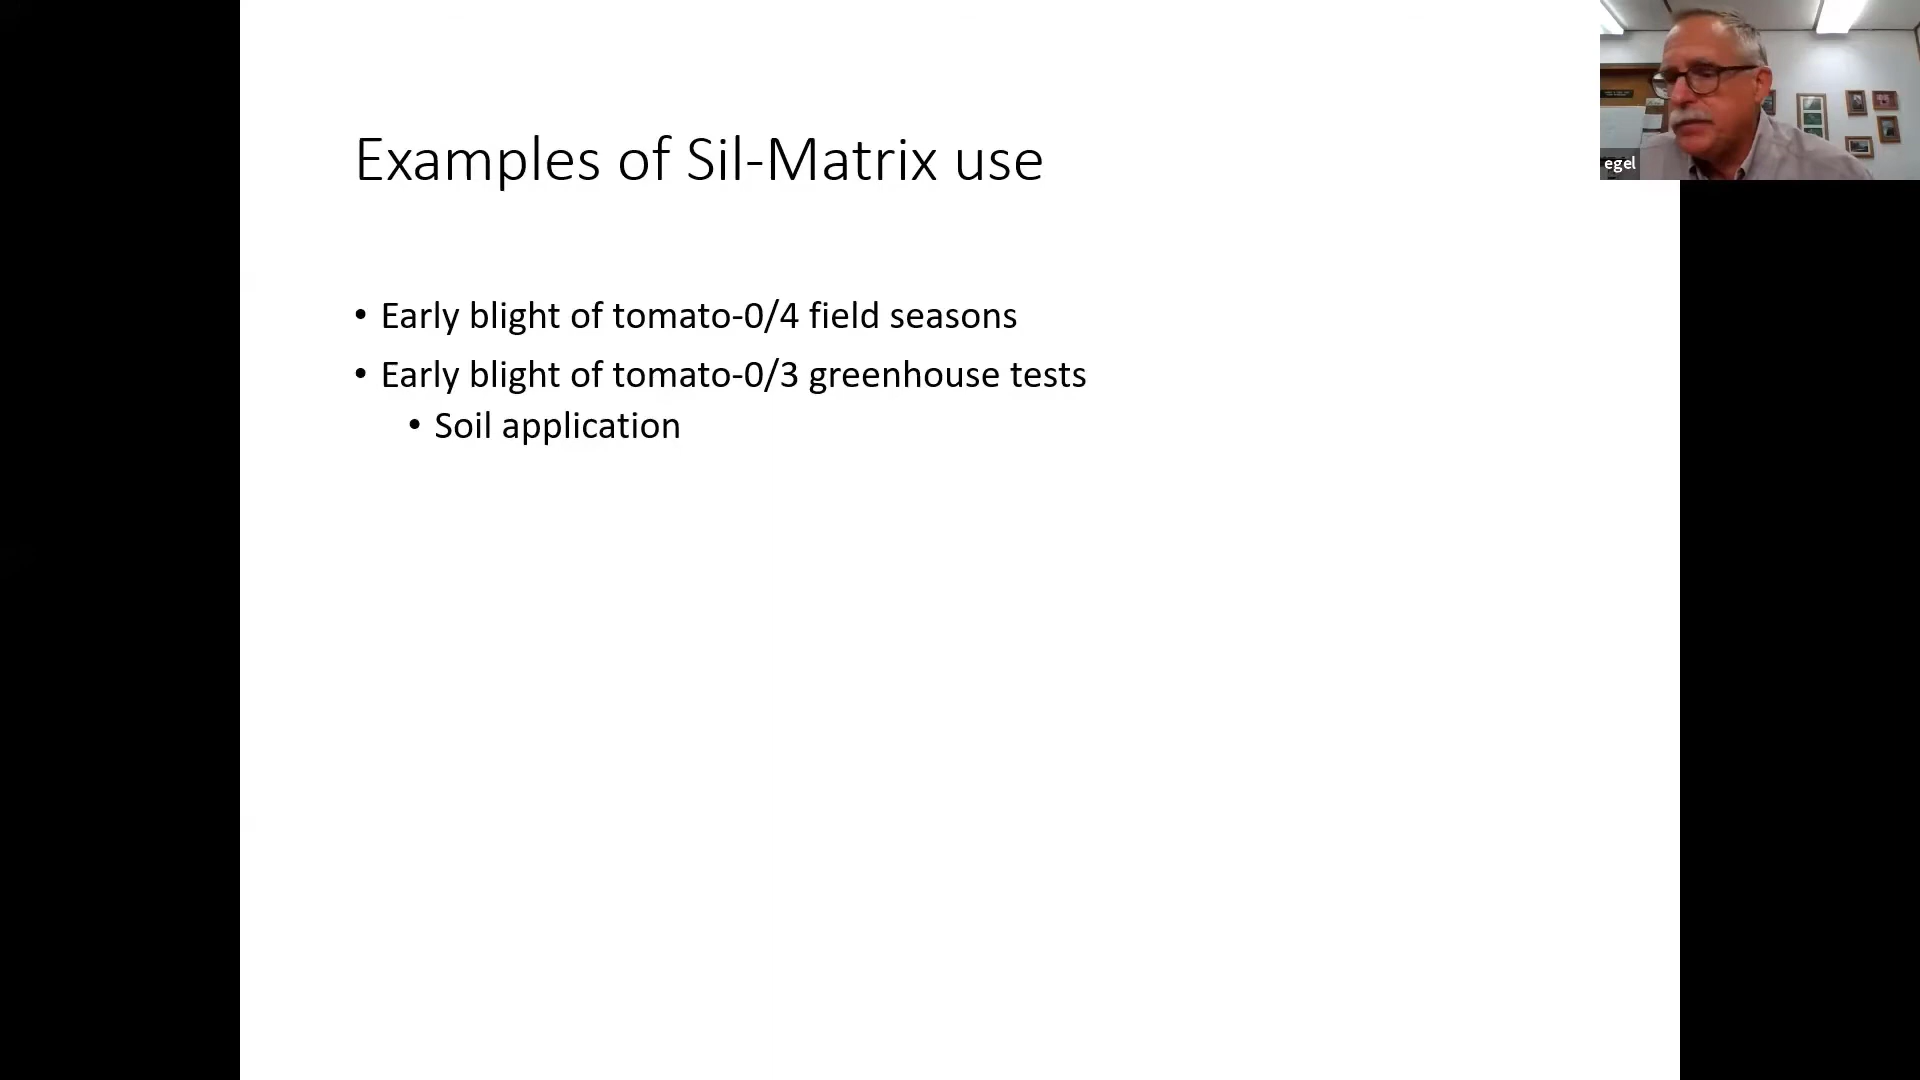 Examples of Sil-Matrix use
• Early blight of tomato-0/4 field seasons
• Early blight of tomato-0/3 greenhouse tests
• Soil application
egel